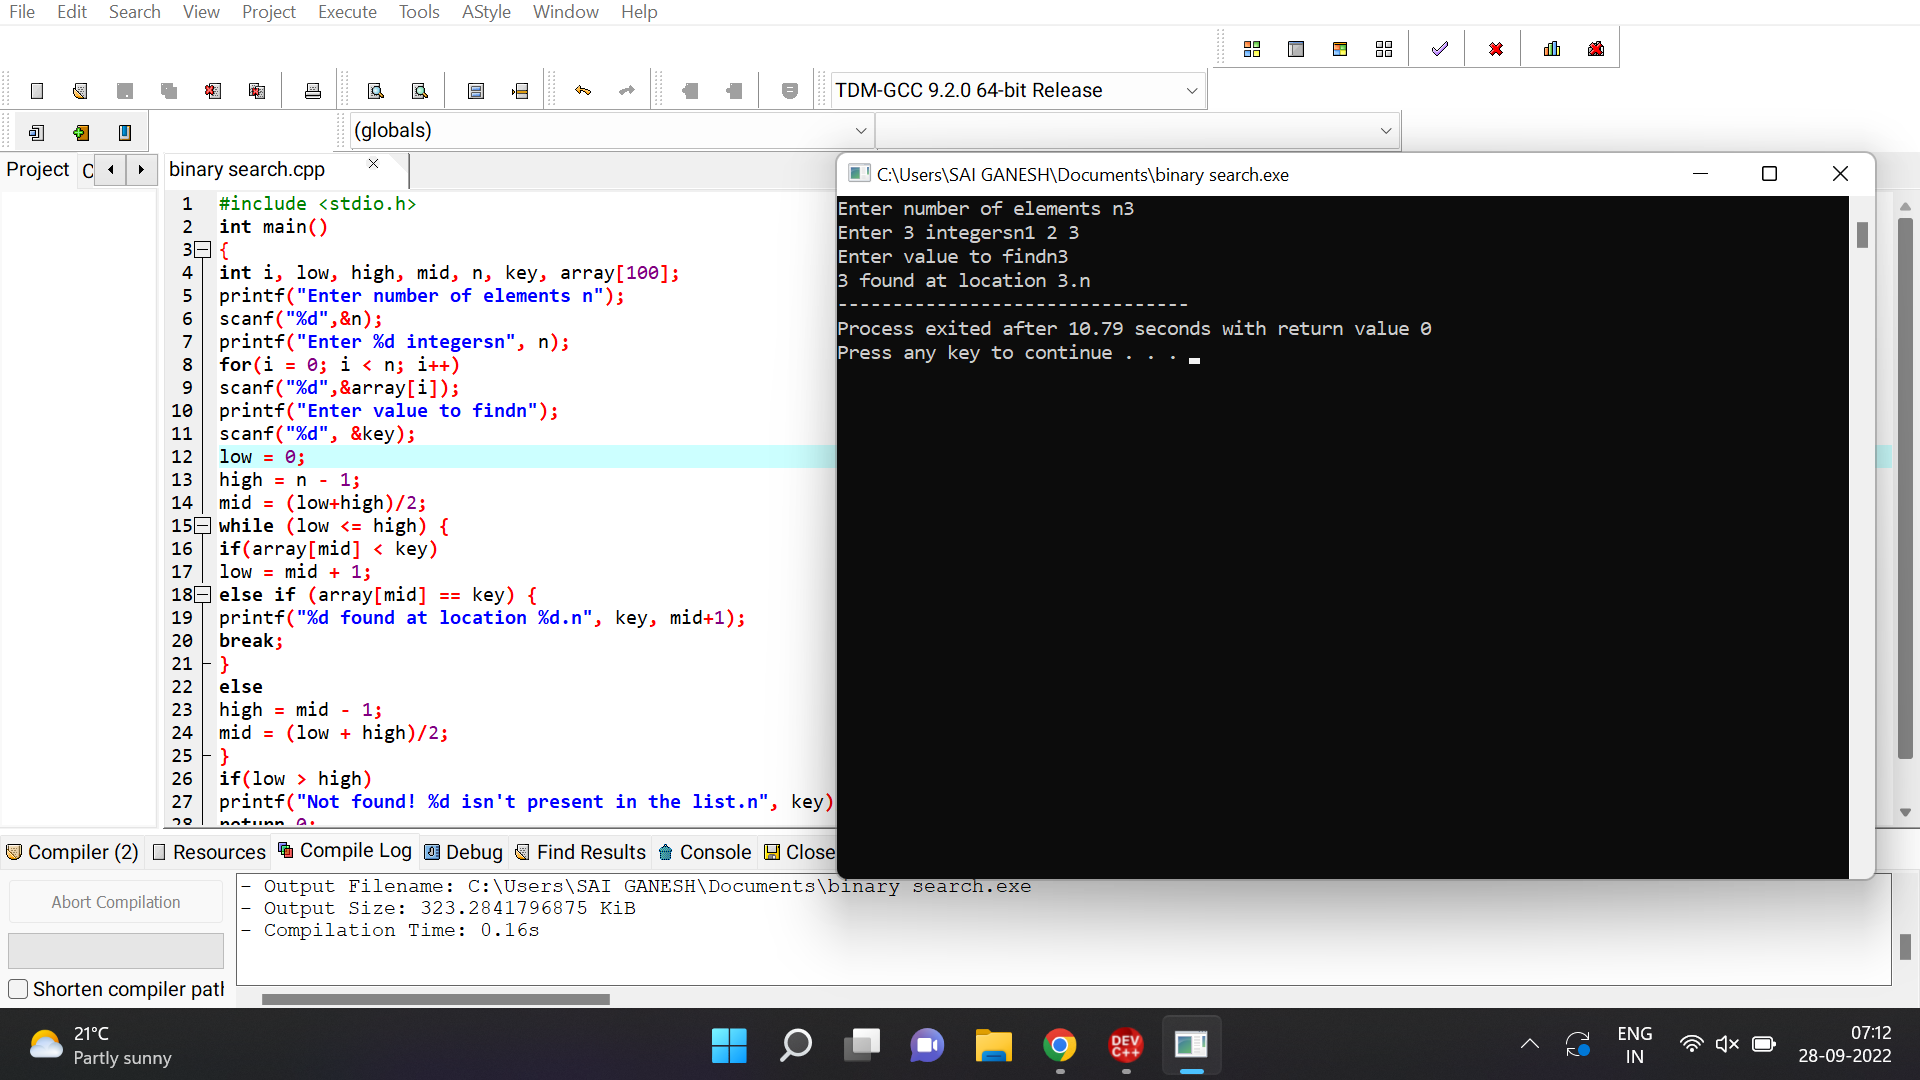 File Edit Search View Project Execute Tools AStyle Window Help
TDM-GCC 9.2.0 64-bit Release
(globals)
Project C binary search.cpp
1 #include <stdio.h>
2 int main()
3 {
4 int i, low, high, mid, n, key, array[100];
5 printf("Enter number of elements n");
6 scanf("%d",&n);
7 printf("Enter %d integersn", n);
8 for(i = 0; i < n; i++)
9 scanf("%d",&array[i]);
10 printf("Enter value to findn");
11 scanf("%d", &key);
12 low = 0;
13 high = n - 1;
14 mid = (low+high)/2;
15 while (low <= high) {
16 if(array[mid] < key)
17 low = mid + 1;
18 else if (array[mid] == key) {
19 printf("%d found at location %d.n", key, mid+1);
20 break;
21 }
22 else
23 high = mid - 1;
24 mid = (low + high)/2;
25 }
26 if(low > high)
27 printf("Not found! %d isn't present in the list.n", key)
28 return 0;
C:\Users\SAI GANESH\Documents\binary search.exe
Enter number of elements n3
Enter 3 integersn1 2 3
Enter value to findn3
3 found at location 3.n
--------------------------------
Process exited after 10.79 seconds with return value 0
Press any key to continue . . .
Compiler (2) Resources Compile Log Debug Find Results Console Close
Abort Compilation
Shorten compiler path
- Output Filename: C:\Users\SAI GANESH\Documents\binary search.exe
- Output Size: 323.2841796875 KiB
- Compilation Time: 0.16s
21°C
Partly sunny
DEV
C++
ENG
IN
07:12
28-09-2022